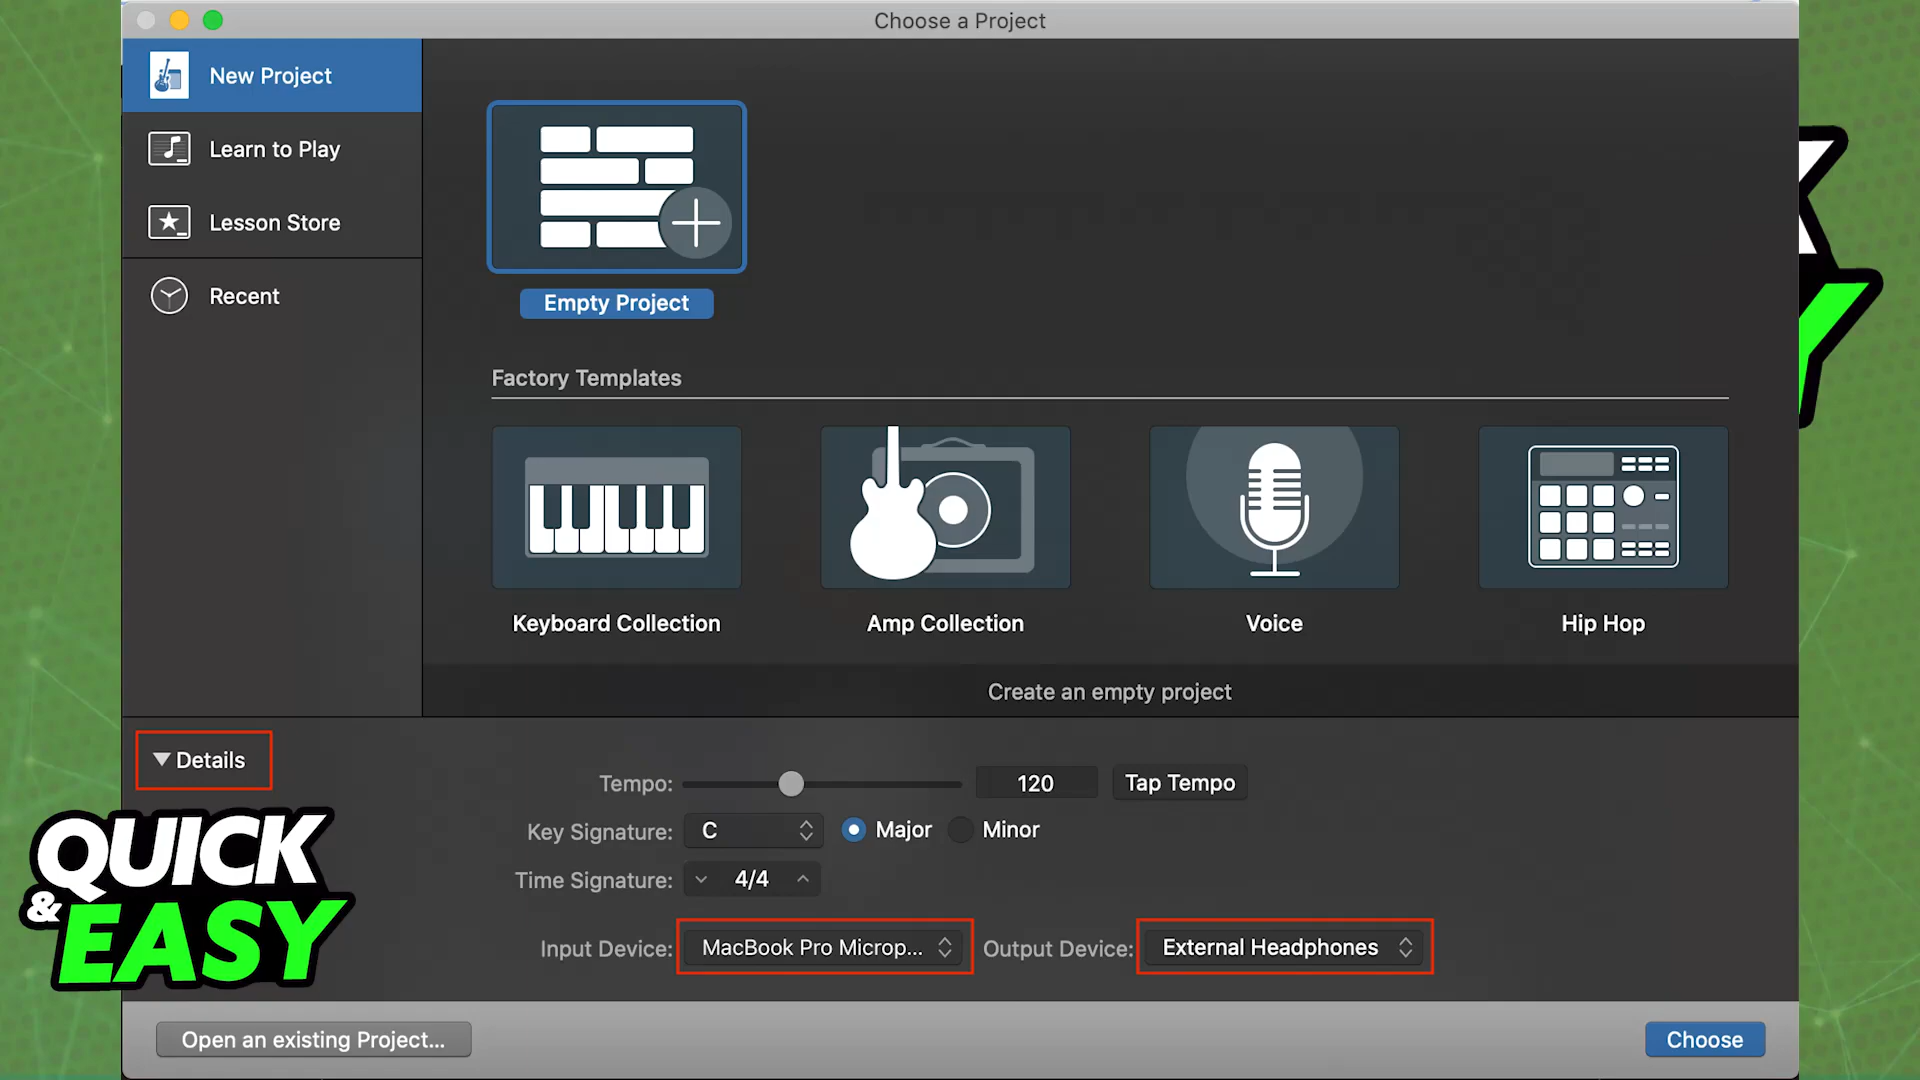 Choose a Project
New Project
Learn to Play
Lesson Store
Recent
Empty Project
Factory Templates
Keyboard Collection
Amp Collection
Voice
Hip Hop
Create an empty project
Details
Tempo: 120 Tap Tempo
Key Signature: C Major Minor
Time Signature: 4/4
Input Device: MacBook Pro Microp... Output Device: External Headphones
QUICK
& EASY
Open an existing Project... Choose